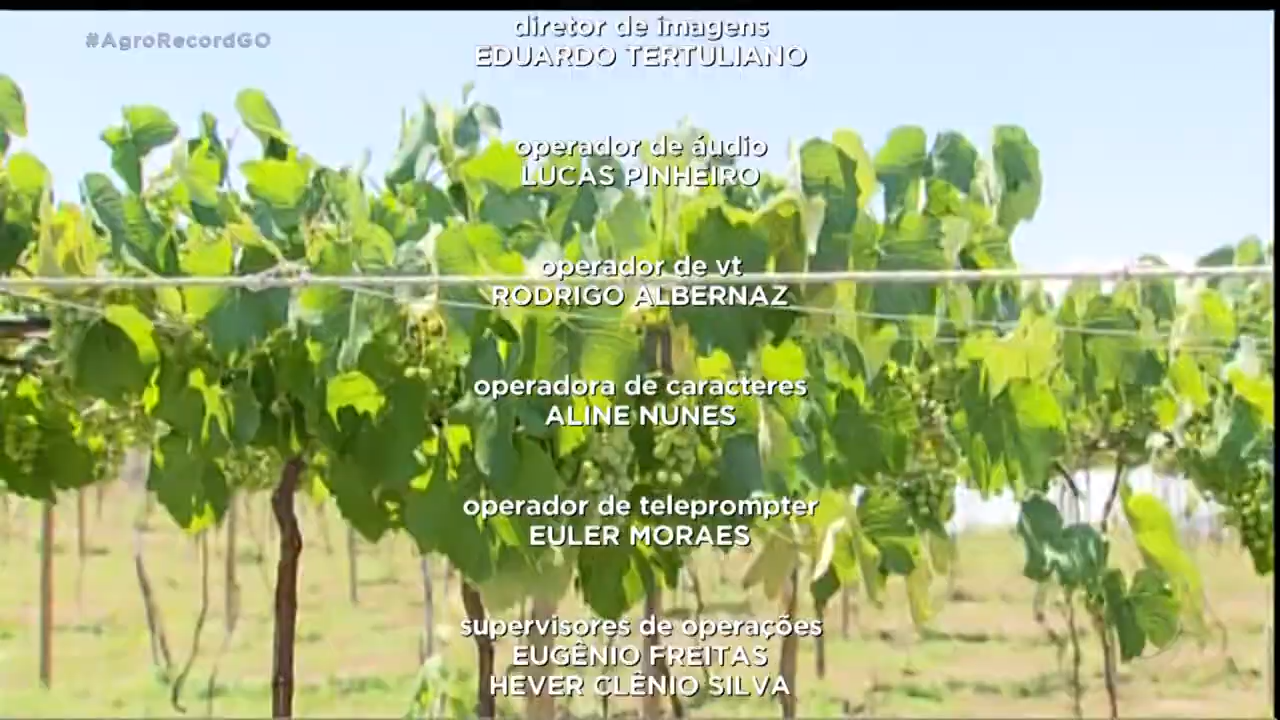 #AgroRecordGO
diretor de imagens
EDUARDO TERTULIANO
operador de áudio
LUCAS PINHEIRO
operador de vt
RODRIGO ALBERNAZ
operadora de caracteres
ALINE NUNES
operador de teleprompter
EULER MORAES
supervisores de operações
EUGÊNIO FREITAS
HEVER CLÊNIO SILVA